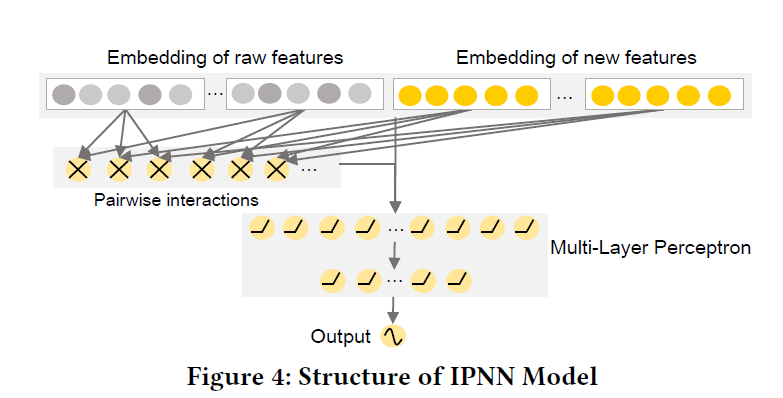 Embedding of raw features
Embedding of new features
...
...
...
Pairwise interactions
...
Multi-Layer Perceptron
...
Output
Figure 4: Structure of IPNN Model